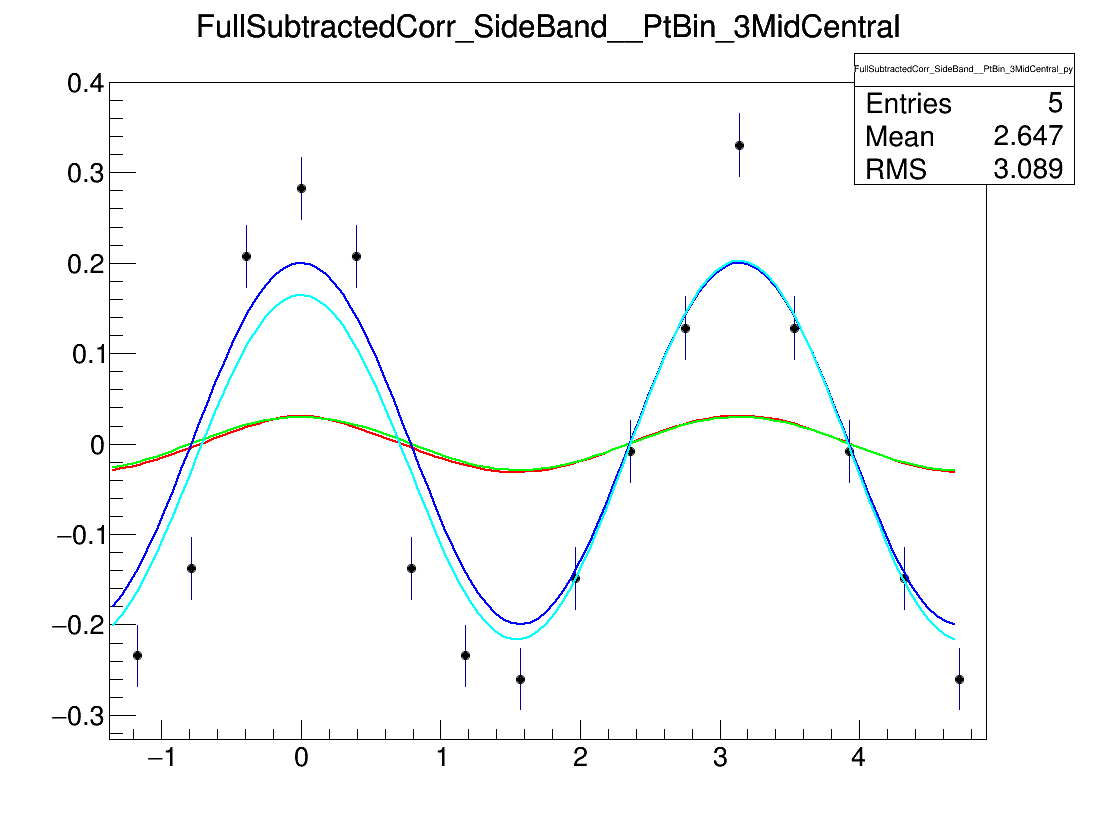 FullSubtractedCorr_SideBand__PtBin_3MidCentral
FullSubtractedCorr_SideBand__PtBin_3MidCentral_py
Entries 5
Mean 2.647
RMS 3.089
0.4
0.3
0.2
0.1
0
−0.1
−0.2
−0.3
−1 0 1 2 3 4